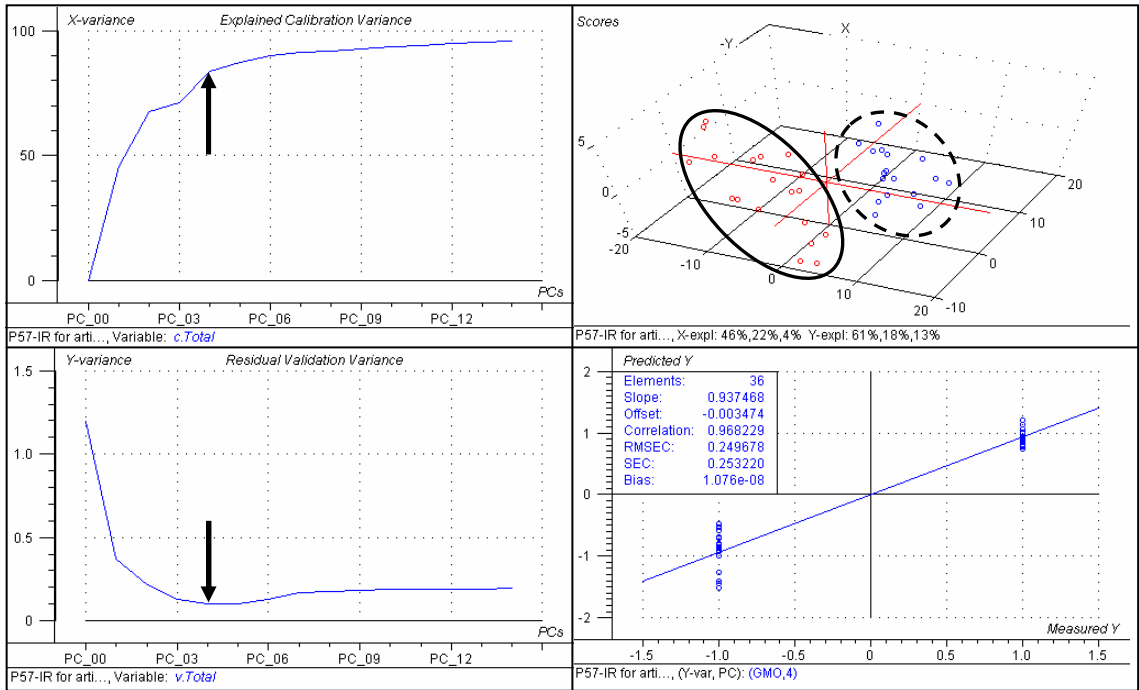 X-variance Explained Calibration Variance
100
50
0
PCs
PC_00 PC_03 PC_06 PC_09 PC_12
P57-IR for arti..., Variable: c.Total
Scores
-Y X
5
0
-5
-20 -10 0 10 20
-10 0 10 20
P57-IR for arti..., X-expl: 46%,22%,4% Y-expl: 61%,18%,13%
Y-variance Residual Validation Variance
1.5
1.0
0.5
0
PCs
PC_00 PC_03 PC_06 PC_09 PC_12
P57-IR for arti..., Variable: v.Total
Predicted Y
2
1
0
-1
-2
Elements: 36
Slope: 0.937468
Offset: -0.003474
Correlation: 0.968229
RMSEC: 0.249678
SEC: 0.253220
Bias: 1.076e-08
Measured Y
-1.5 -1.0 -0.5 0 0.5 1.0 1.5
P57-IR for arti..., (Y-var, PC): (GMO,4)